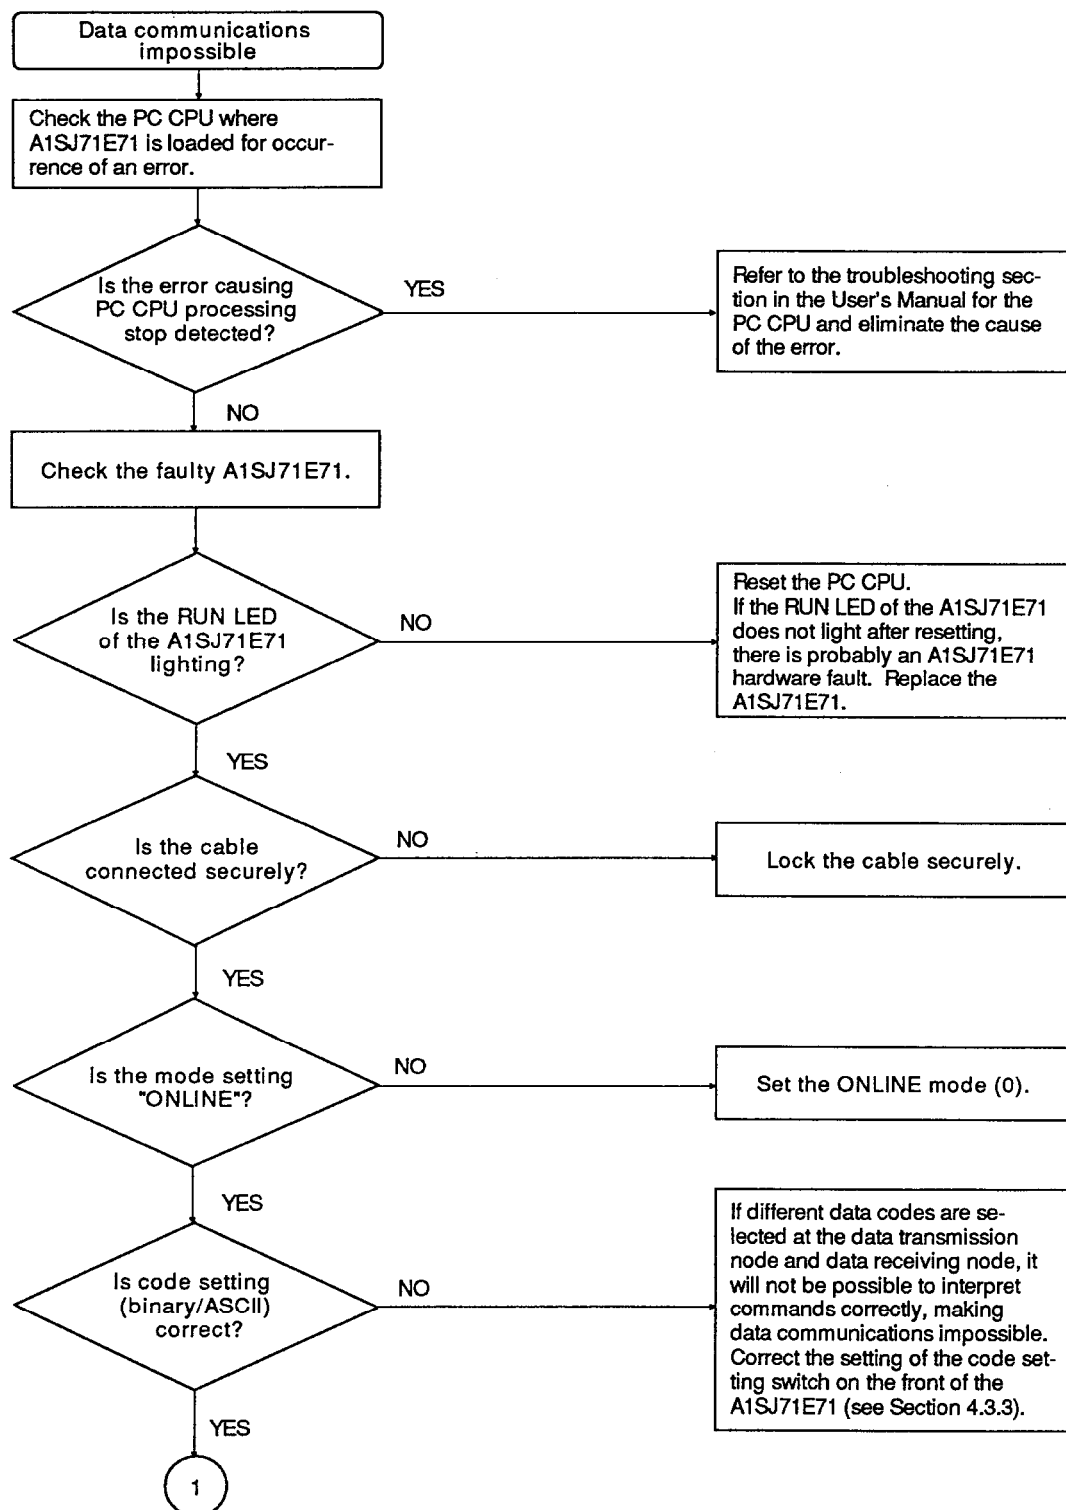 Data communications
impossible
Check the PC CPU where
A1SJ71E71 is loaded for occur-
rence of an error.
Is the error causing
PC CPU processing
stop detected?
YES
Refer to the troubleshooting sec-
tion in the User's Manual for the
PC CPU and eliminate the cause
of the error.
NO
Check the faulty A1SJ71E71.
Is the RUN LED
of the A1SJ71E71
lighting?
NO
Reset the PC CPU.
If the RUN LED of the A1SJ71E71
does not light after resetting,
there is probably an A1SJ71E71
hardware fault. Replace the
A1SJ71E71.
YES
Is the cable
connected securely?
NO
Lock the cable securely.
YES
Is the mode setting
"ONLINE"?
NO
Set the ONLINE mode (0).
YES
Is code setting
(binary/ASCII)
correct?
NO
If different data codes are se-
lected at the data transmission
node and data receiving node, it
will not be possible to interpret
commands correctly, making
data communications impossible.
Correct the setting of the code set-
ting switch on the front of the
A1SJ71E71 (see Section 4.3.3).
YES
1